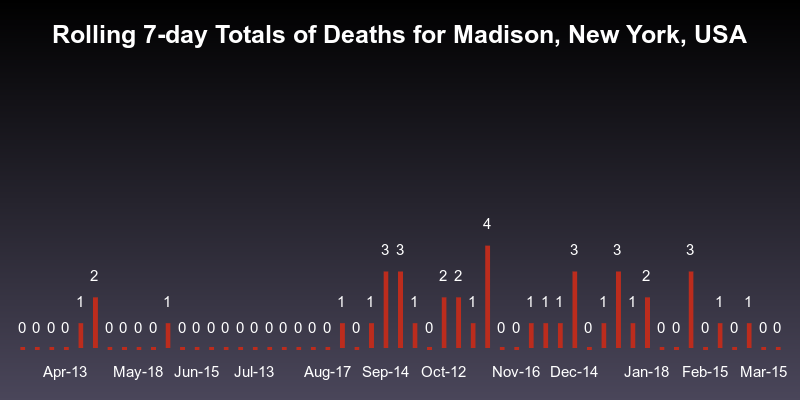 Rolling 7-day Totals of Deaths for Madison, New York, USA
4
3 3 3 3 3
2 2 2 2
1 1 1 1 1 1 1 1 1 1 1 1 1
0 0 0 0 0 0 0 0 0 0 0 0 0 0 0 0 0 0 0 0 0 0 0 0 0 0 0 0 0 0
Apr-13 May-18 Jun-15 Jul-13 Aug-17 Sep-14 Oct-12 Nov-16 Dec-14 Jan-18 Feb-15 Mar-15